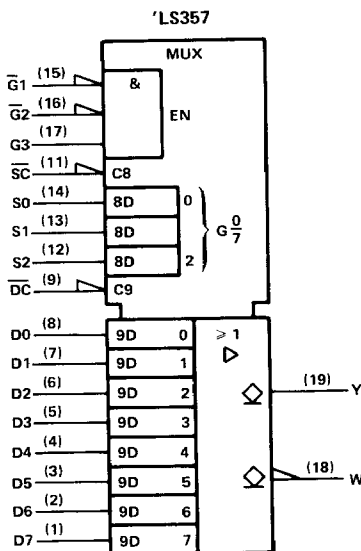 'LS357
MUX
G̅1 (15) &
G̅2 (16) EN
G3 (17)
S̅C̅ (11) C8
S0 (14) 8D 0
S1 (13) 8D G 0/7
S2 (12) 8D 2
D̅C̅ (9) C9
D0 (8) 9D 0 ≥ 1
D1 (7) 9D 1
D2 (6) 9D 2 (19) Y
D3 (5) 9D 3
D4 (4) 9D 4
D5 (3) 9D 5 (18) W
D6 (2) 9D 6
D7 (1) 9D 7